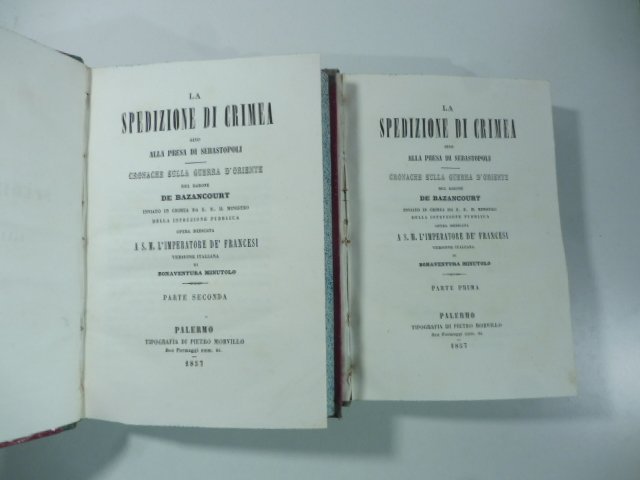 LA
SPEDIZIONE DI CRIMEA
SINO
ALLA PRESA DI SEBASTOPOLI
CRONACHE SULLA GUERRA D'ORIENTE
DEL BARONE
DE BAZANCOURT
INVIATO IN CRIMEA DA S. E. IL MINISTRO
DELLA ISTRUZIONE PUBBLICA
OPERA DEDICATA
A S. M. L'IMPERATORE DE' FRANCESI
VERSIONE ITALIANA
DI
BONAVENTURA MINUTOLO
PARTE SECONDA
PALERMO
TIPOGRAFIA DI PIETRO MORVILLO
1857
LA
SPEDIZIONE DI CRIMEA
SINO
ALLA PRESA DI SEBASTOPOLI
CRONACHE SULLA GUERRA D'ORIENTE
DEL BARONE
DE BAZANCOURT
INVIATO IN CRIMEA DA S. E. IL MINISTRO
DELLA ISTRUZIONE PUBBLICA
OPERA DEDICATA
A S. M. L'IMPERATORE DE' FRANCESI
VERSIONE ITALIANA
DI
BONAVENTURA MINUTOLO
PARTE PRIMA
PALERMO
TIPOGRAFIA DI PIETRO MORVILLO
1857